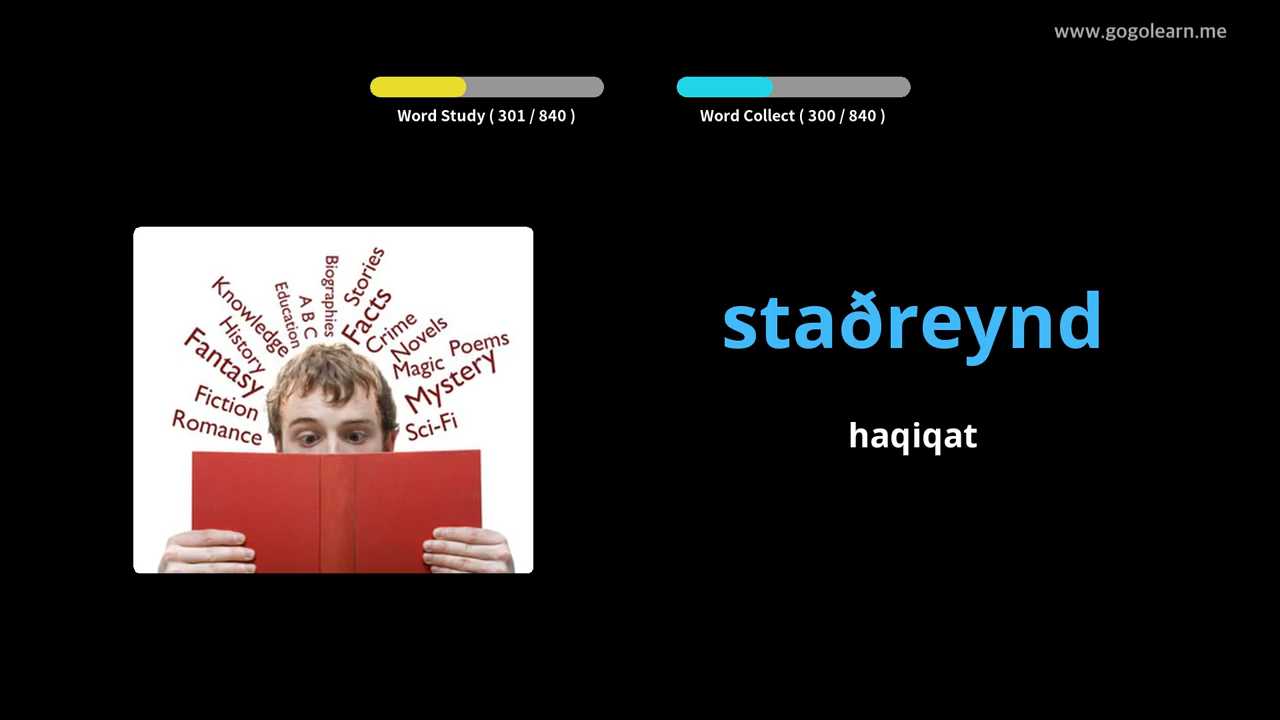 www.gogolearn.me
Word Study ( 301 / 840 )
Word Collect ( 300 / 840 )
Stories
Biographies
Facts
A B C
Education
Knowledge
Crime
History
Novels
Poems
Fantasy
Magic
Mystery
Fiction
Romance
Sci-Fi
staðreynd
haqiqat